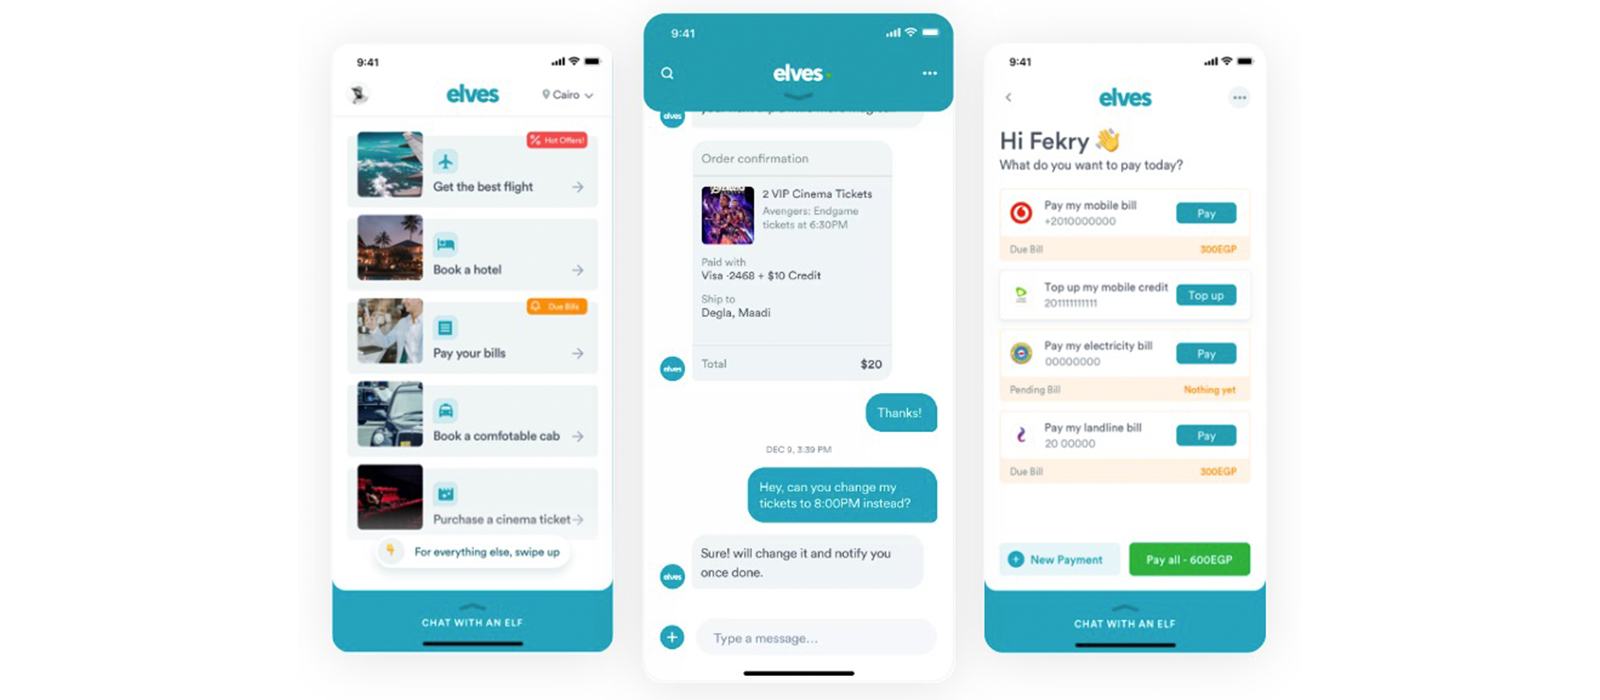 9:41
elves
Cairo
Hot Offers!
Get the best flight
Book a hotel
Due Bills
Pay your bills
Book a comfotable cab
Purchase a cinema ticket
For everything else, swipe up
CHAT WITH AN ELF
9:41
elves
elves
Order confirmation
2 VIP Cinema Tickets
Avengers: Endgame
tickets at 6:30PM
Paid with
Visa -2468 + $10 Credit
Ship to
Degla, Maadi
Total $20
elves
Thanks!
DEC 9, 3:39 PM
Hey, can you change my
tickets to 8:00PM instead?
Sure! will change it and notify you
once done.
elves
Type a message...
9:41
elves
Hi Fekry 👋
What do you want to pay today?
Pay my mobile bill
+2010000000
Pay
Due Bill 300EGP
Top up my mobile credit
20111111111
Top up
Pay my electricity bill
00000000
Pay
Pending Bill Nothing yet
Pay my landline bill
20 00000
Pay
Due Bill 300EGP
New Payment
Pay all - 600EGP
CHAT WITH AN ELF